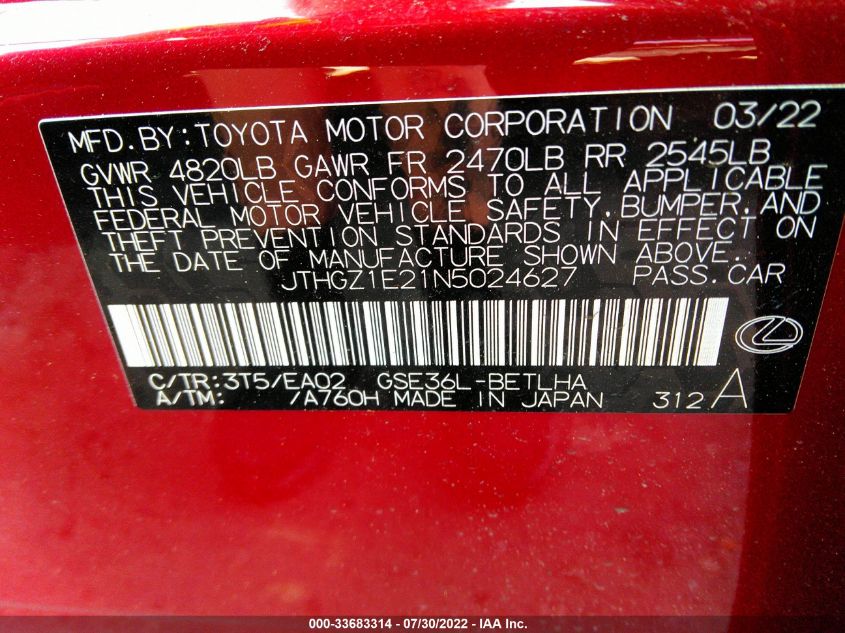 MFD.BY:TOYOTA MOTOR CORPORATION 03/22
GVWR 4820LB GAWR FR 2470LB RR 2545LB
THIS VEHICLE CONFORMS TO ALL APPLICABLE
FEDERAL MOTOR VEHICLE SAFETY,BUMPER,AND
THEFT PREVENTION STANDARDS IN EFFECT ON
THE DATE OF MANUFACTURE SHOWN ABOVE.
JTHGZ1E21N5024627 PASS.CAR
C/TR:3T5/EA02 GSE36L-BETLHA
A/TM: /A760H MADE IN JAPAN 312A
000-33683314 - 07/30/2022 - IAA Inc.